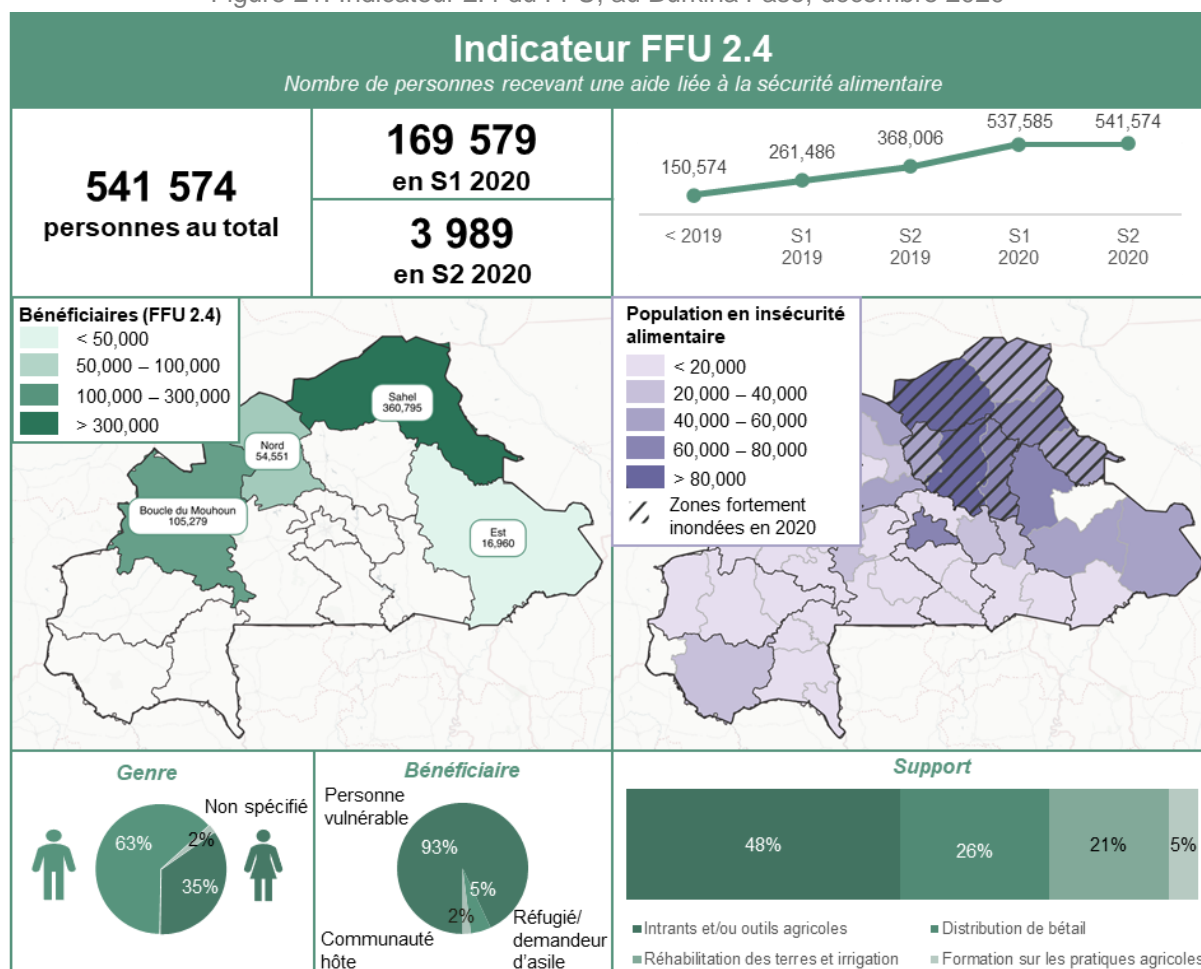 Indicateur FFU 2.4
Nombre de personnes recevant une aide liée à la sécurité alimentaire
541 574
personnes au total
169 579
en S1 2020
3 989
en S2 2020
150,574
261,486
368,006
537,585
541,574
< 2019
S1
2019
S2
2019
S1
2020
S2
2020
Bénéficiaires (FFU 2.4)
< 50,000
50,000 – 100,000
100,000 – 300,000
> 300,000
Sahel
360,795
Nord
54,551
Boucle du Mouhoun
105,279
Est
16,960
Population en insécurité
alimentaire
< 20,000
20,000 – 40,000
40,000 – 60,000
60,000 – 80,000
> 80,000
Zones fortement
inondées en 2020
Genre
Non spécifié
63%
2%
35%
Bénéficiaire
Personne
vulnérable
93%
5%
2%
Communauté
hôte
Réfugié/
demandeur
d'asile
Support
48%
26%
21%
5%
Intrants et/ou outils agricoles
Distribution de bétail
Réhabilitation des terres et irrigation
Formation sur les pratiques agricoles